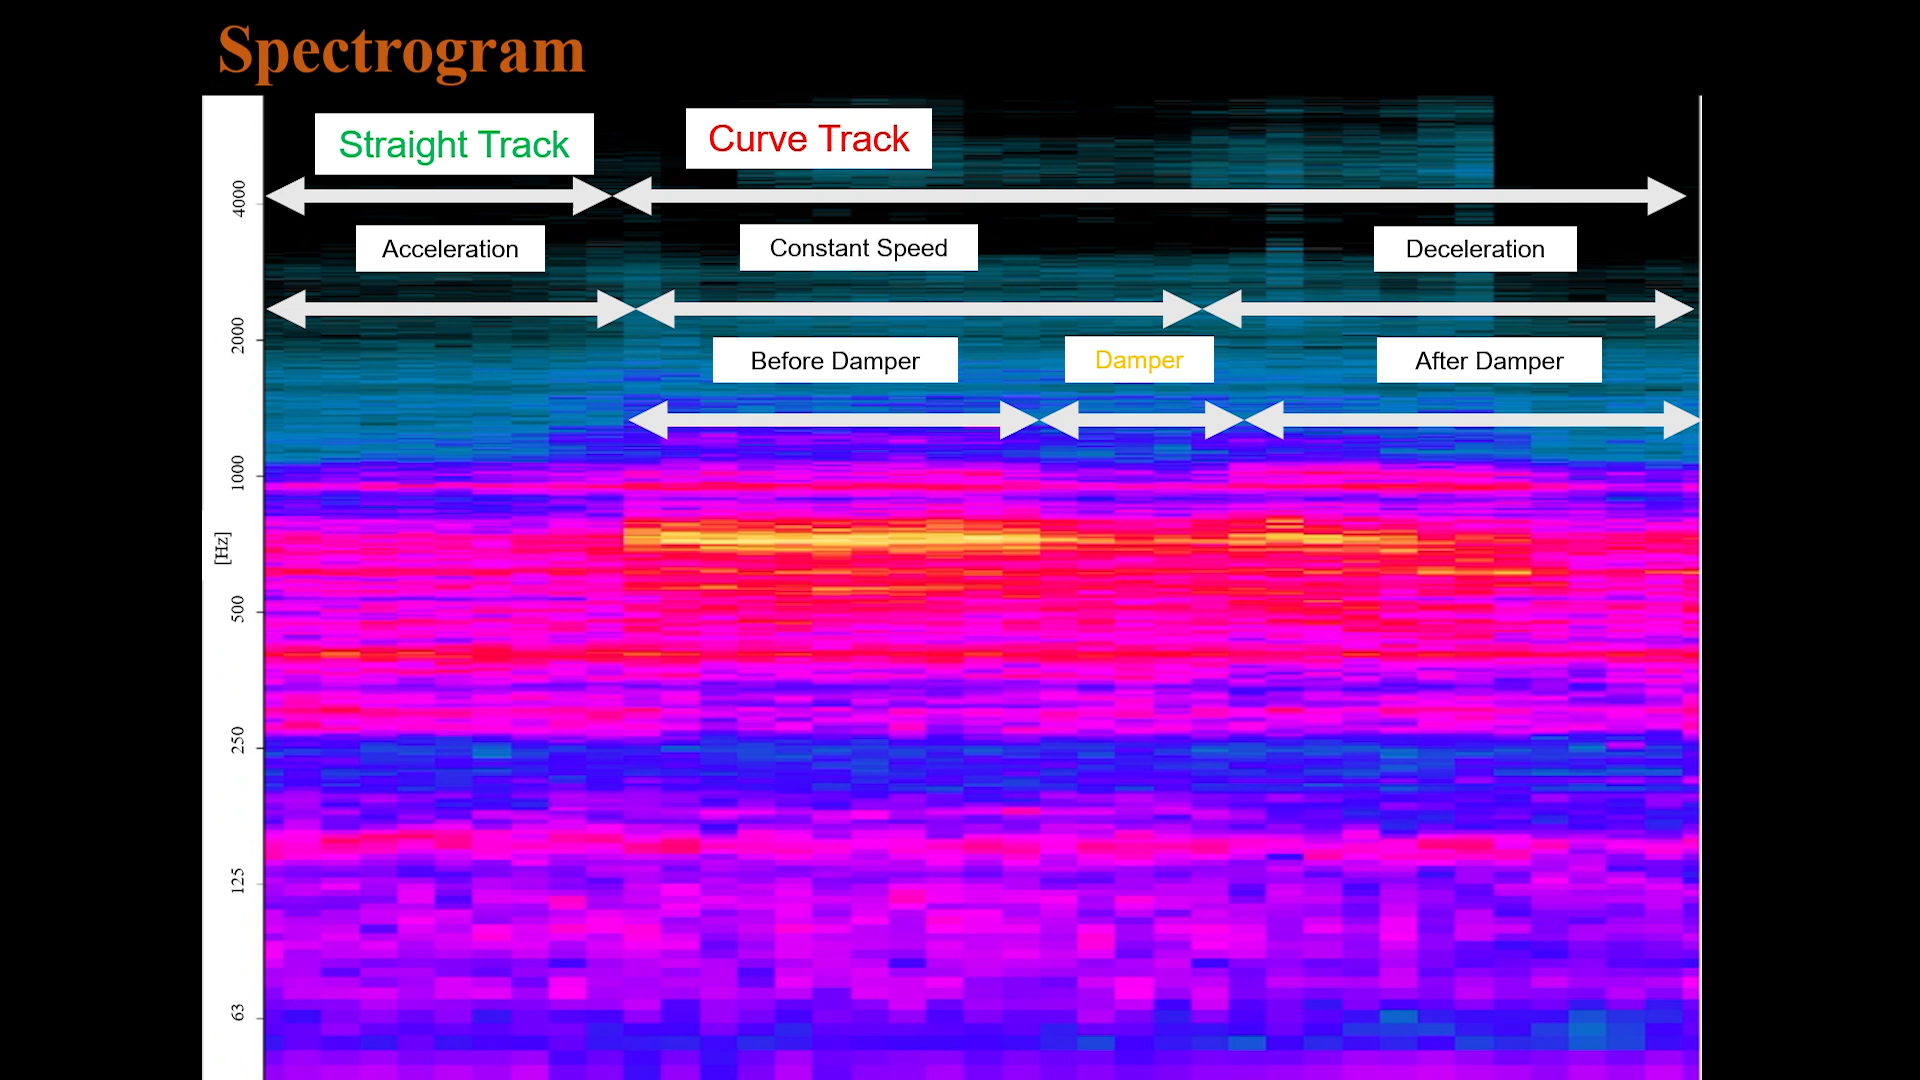 Spectrogram
Straight Track
Curve Track
Acceleration
Constant Speed
Deceleration
Before Damper
Damper
After Damper
4000
2000
1000
[Hz]
500
250
125
63